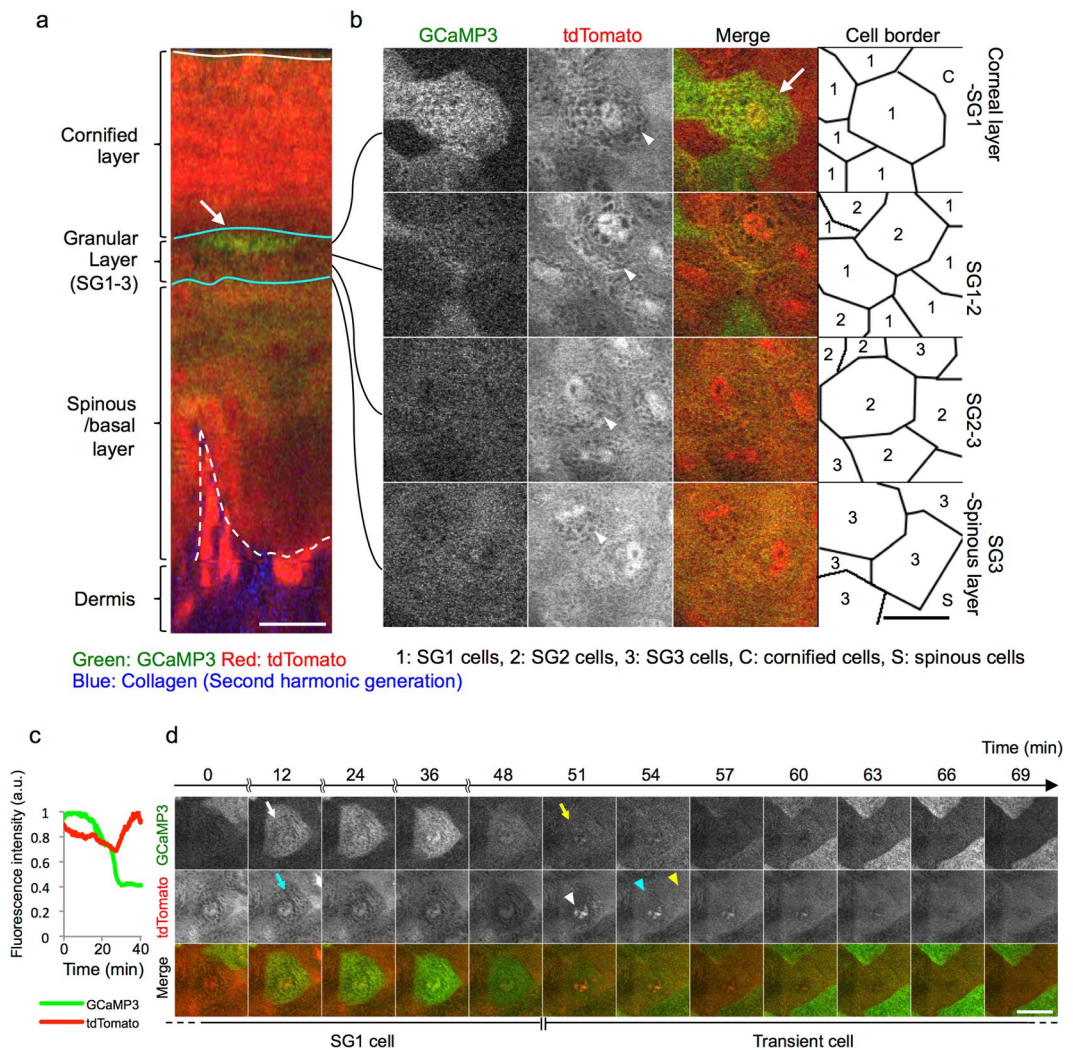 a
Cornified
layer
Granular
Layer
(SG1-3)
Spinous
/basal
layer
Dermis
Green: GCaMP3 Red: tdTomato
Blue: Collagen (Second harmonic generation)
b
GCaMP3 tdTomato Merge Cell border
1 C
1
1
1
1 1
Corneal layer
-SG1
2 1
1
2
1 1
2 1 1
SG1-2
2 2 3
2
2
3 2
SG2-3
3
3
3
3
3 S
SG3
-Spinous layer
1: SG1 cells, 2: SG2 cells, 3: SG3 cells, C: cornified cells, S: spinous cells
c
Fluorescence intensity (a.u.)
1
0.8
0.6
0.4
0.2
0
0 20 40
Time (min)
GCaMP3
tdTomato
d
Time (min)
0 12 24 36 48 51 54 57 60 63 66 69
GCaMP3
tdTomato
Merge
SG1 cell Transient cell